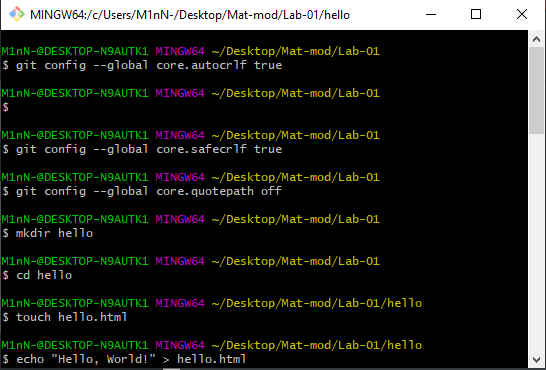 MINGW64:/c/Users/M1nN-/Desktop/Mat-mod/Lab-01/hello
M1nN-@DESKTOP-N9AUTK1 MINGW64 ~/Desktop/Mat-mod/Lab-01
$ git config --global core.autocrlf true
M1nN-@DESKTOP-N9AUTK1 MINGW64 ~/Desktop/Mat-mod/Lab-01
$
M1nN-@DESKTOP-N9AUTK1 MINGW64 ~/Desktop/Mat-mod/Lab-01
$ git config --global core.safecrlf true
M1nN-@DESKTOP-N9AUTK1 MINGW64 ~/Desktop/Mat-mod/Lab-01
$ git config --global core.quotepath off
M1nN-@DESKTOP-N9AUTK1 MINGW64 ~/Desktop/Mat-mod/Lab-01
$ mkdir hello
M1nN-@DESKTOP-N9AUTK1 MINGW64 ~/Desktop/Mat-mod/Lab-01
$ cd hello
M1nN-@DESKTOP-N9AUTK1 MINGW64 ~/Desktop/Mat-mod/Lab-01/hello
$ touch hello.html
M1nN-@DESKTOP-N9AUTK1 MINGW64 ~/Desktop/Mat-mod/Lab-01/hello
$ echo "Hello, World!" > hello.html